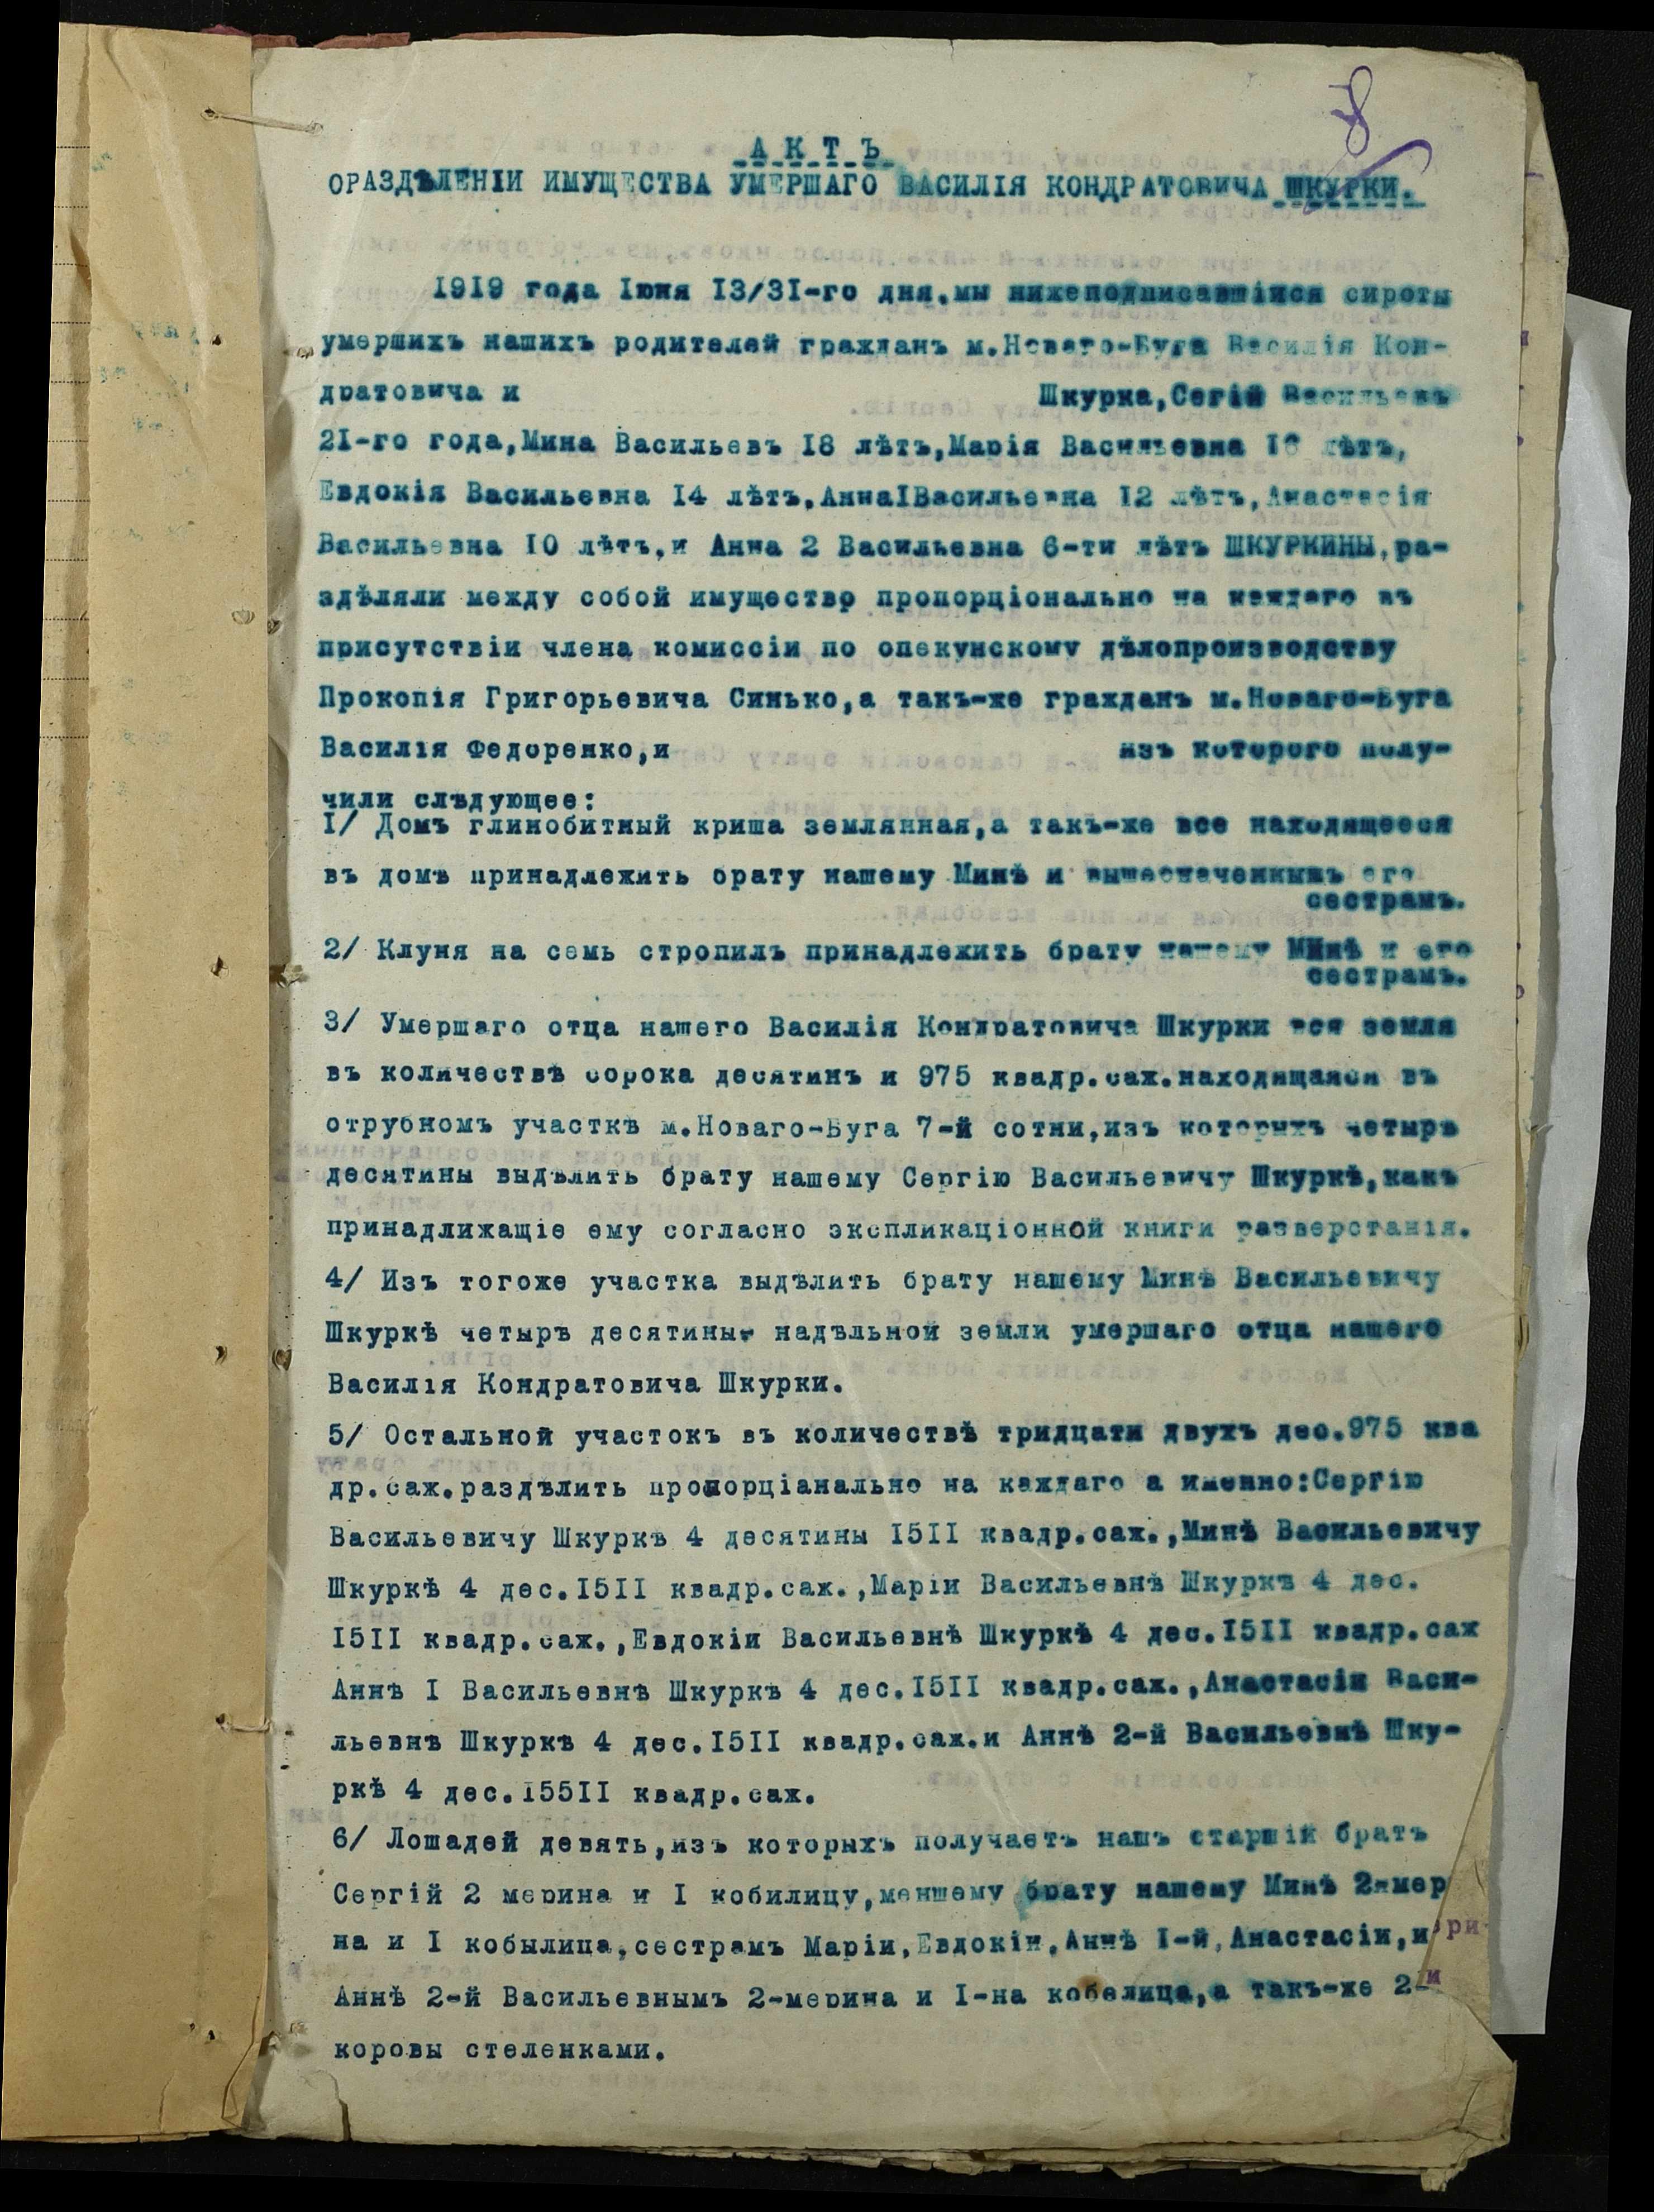 А К Т Ъ
ОРАЗДѢЛЕНІИ ИМУЩЕСТВА УМЕРШАГО ВАСИЛІЯ КОНДРАТОВИЧА ШКУРКИ.
1919 года Іюня 13/31-го дня.мы нижеподписавшіися сироты
умершихъ нашихъ родителей гражданъ м.Новаго-Буга Василія Кон-
дратовича и Шкурка,Сегій Васильевъ
21-го года,Мина Васильевъ 18 лѣтъ,Марія Васильевна 16 лѣтъ,
Евдокія Васильевна 14 лѣтъ,АннаIВасильевна 12 лѣтъ,Анастасія
Васильевна 10 лѣтъ,и Анна 2 Васильевна 6-ти лѣтъ ШКУРКИНЫ,ра-
здѣляли между собой имущество пропорціонально на каждаго въ
присутствіи члена комиссіи по опекунскому дѣлопроизводству
Прокопія Григорьевича Синько,а такъ-же гражданъ м.Новаго-Буга
Василія Федоренко,и изъ которого полу-
чили слѣдующее:
1/ Домъ глинобитный криша землянная,а такъ-же все находящееся
въ домѣ принадлежить брату нашему Минѣ и вышеозначеннымъ его
сестрамъ.
2/ Клуня на семь стропилъ принадлежить брату нашему МИнѣ и его
сестрамъ.
3/ Умершаго отца нашего Василія Кондратовича Шкурки вся земля
въ количествѣ сорока десятинъ и 975 квадр.саж.находящаяся въ
отрубномъ участкѣ м.Новаго-Буга 7-й сотни,изъ которыхъ четырѣ
десятины выдѣлить брату нашему Сергію Васильевичу Шкуркѣ,какъ
принадлижащіе ему согласно экспликаціонной книги разверстанія.
4/ Изъ тогоже участка выдѣлить брату нашему Минѣ Васильевичу
Шкуркѣ четырѣ десятины надѣльной земли умершаго отца нашего
Василія Кондратовича Шкурки.
5/ Остальной участокъ въ количествѣ тридцати двухъ дес.975 ква
др.саж.раздѣлить пропорціанально на каждаго а именно:Сергію
Васильевичу Шкуркѣ 4 десятины 1511 квадр.саж.,Минѣ Васильевичу
Шкуркѣ 4 дес.1511 квадр.саж.,Маріи Васильевнѣ Шкуркѣ 4 дес.
1511 квадр.саж.,Евдокіи Васильевнѣ Шкуркѣ 4 дес.1511 квадр.саж
Аннѣ I Васильевнѣ Шкуркѣ 4 дес.1511 квадр.саж.,Анастасіи Васи-
льевнѣ Шкуркѣ 4 дес.1511 квадр.саж.и Аннѣ 2-й Васильевнѣ Шку-
ркѣ 4 дес.15511 квадр.саж.
6/ Лошадей девять,изъ которыхъ получаетъ нашъ старшій братъ
Сергій 2 мерина и I кобилицу,меншему брату нашему Минѣ 2-мер
на и I кобылица,сестрамъ Маріи,Евдокіи,Аннѣ I-й,Анастасіи,и
Аннѣ 2-й Васильевнымъ 2-мерина и I-на кобелица,а такъ-же 2-
коровы стеленками.